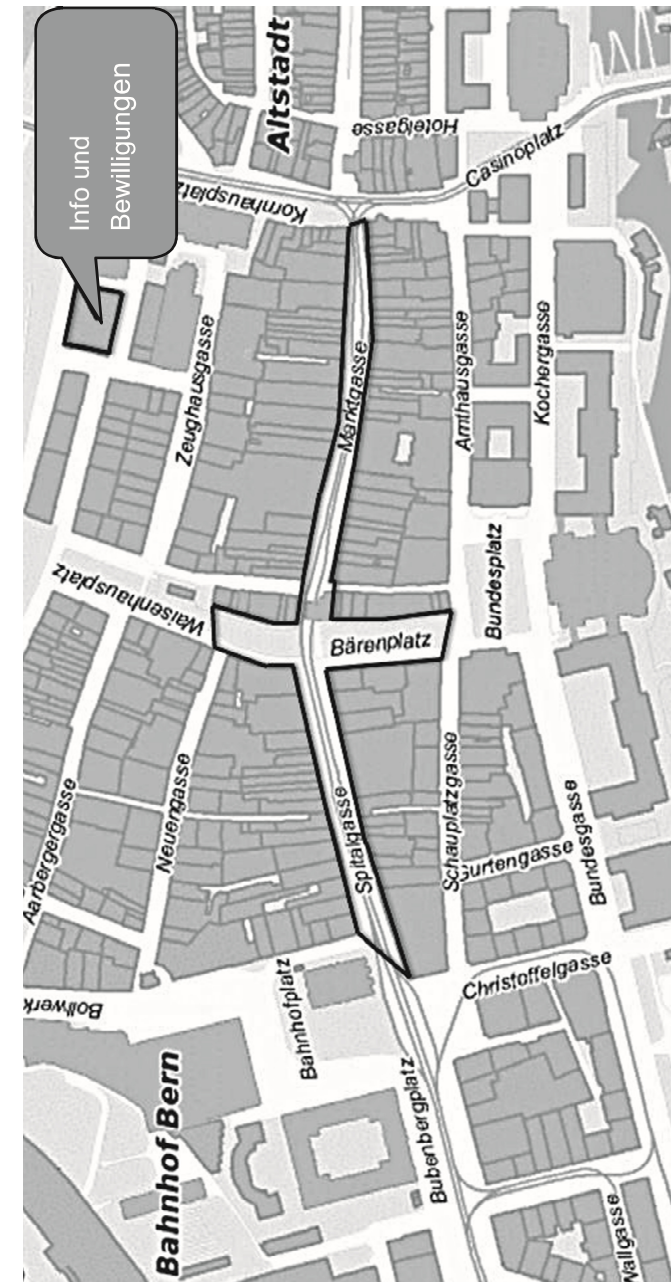 Info und
Bewilligungen
Altstadt
Hotelgasse
Kornhausplatz
Casinoplatz
Zeughausgasse
Marktgasse
Amthausgasse
Kochergasse
Waisenhausplatz
Bärenplatz
Bundesplatz
Aarbergergasse
Neuengasse
Spitalgasse
Schauplatzgasse
Gurtengasse
Bundesgasse
Bollwerk
Bahnhofplatz
Christoffelgasse
Bahnhof Bern
Bubenbergplatz
Wallgasse